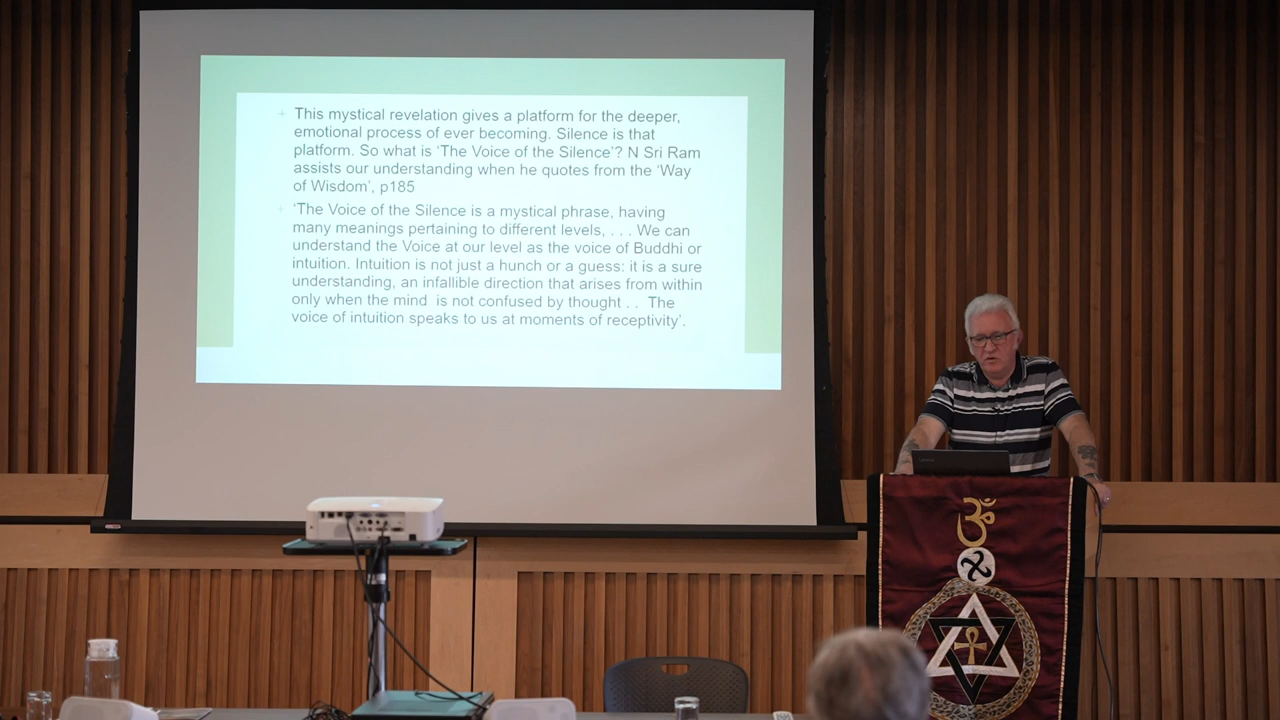 This mystical revelation gives a platform for the deeper,
emotional process of ever becoming. Silence is that
platform. So what is ‘The Voice of the Silence’? N Sri Ram
assists our understanding when he quotes from the ‘Way
of Wisdom’, p185
‘The Voice of the Silence is a mystical phrase, having
many meanings pertaining to different levels, . . . We can
understand the Voice at our level as the voice of Buddhi or
intuition. Intuition is not just a hunch or a guess: it is a sure
understanding, an infallible direction that arises from within
only when the mind is not confused by thought . . The
voice of intuition speaks to us at moments of receptivity’.
ॐ